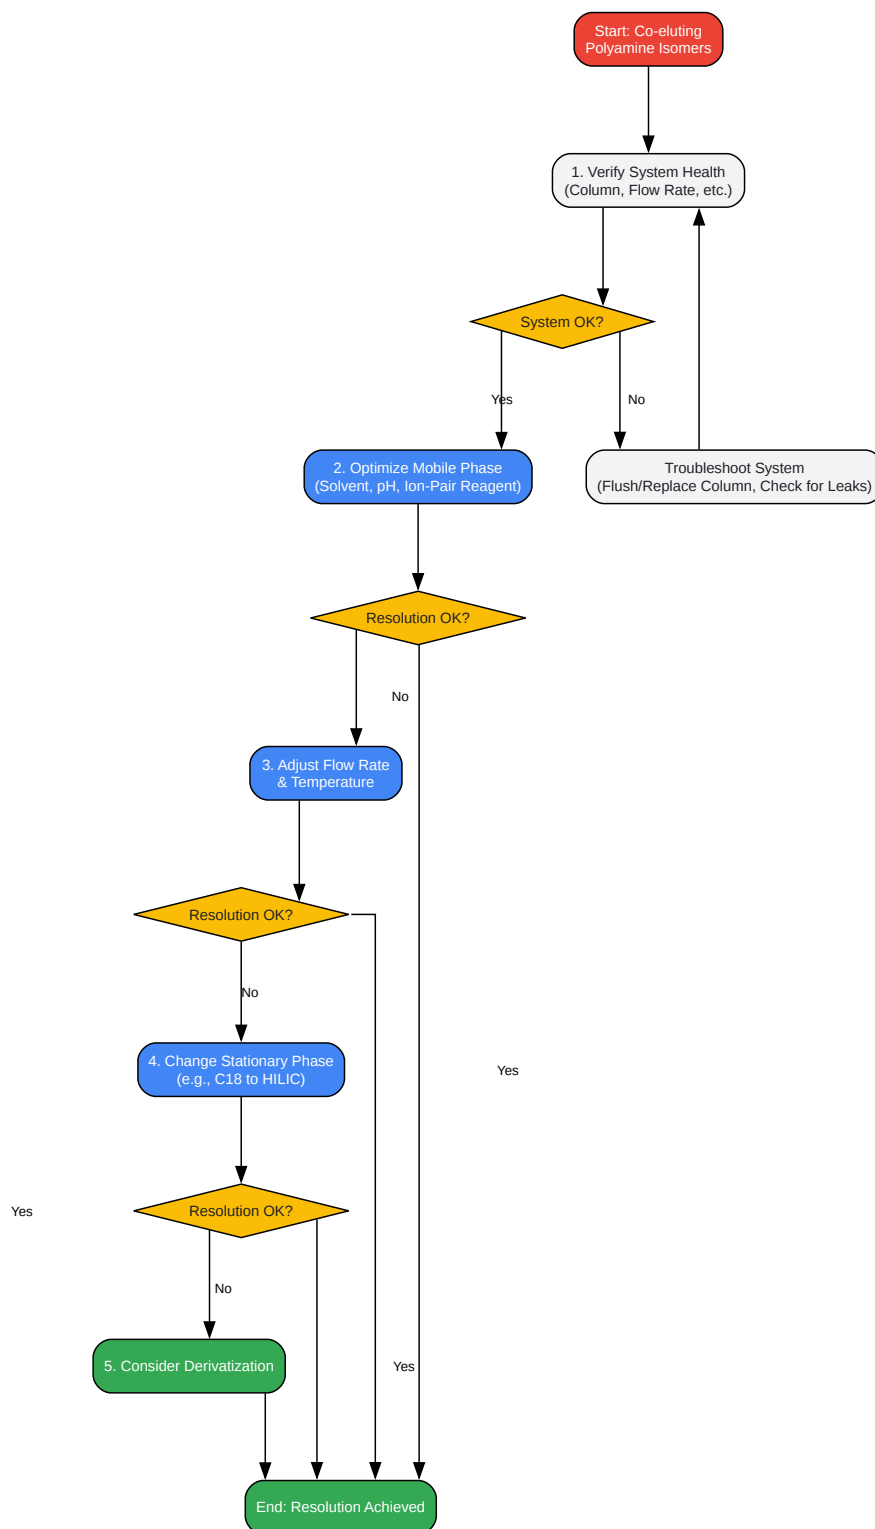 Start: Co-eluting
Polyamine Isomers
1. Verify System Health
(Column, Flow Rate, etc.)
System OK?
Yes
No
2. Optimize Mobile Phase
(Solvent, pH, Ion-Pair Reagent)
Troubleshoot System
(Flush/Replace Column, Check for Leaks)
Resolution OK?
No
3. Adjust Flow Rate
& Temperature
Resolution OK?
No
4. Change Stationary Phase
(e.g., C18 to HILIC)
Yes
Resolution OK?
Yes
No
5. Consider Derivatization
Yes
End: Resolution Achieved